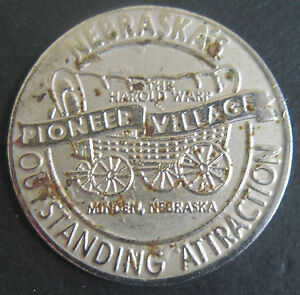 NEBRASKA'S
THE
HAROLD WARP
PIONEER VILLAGE
MINDEN, NEBRASKA
OUTSTANDING ATTRACTION